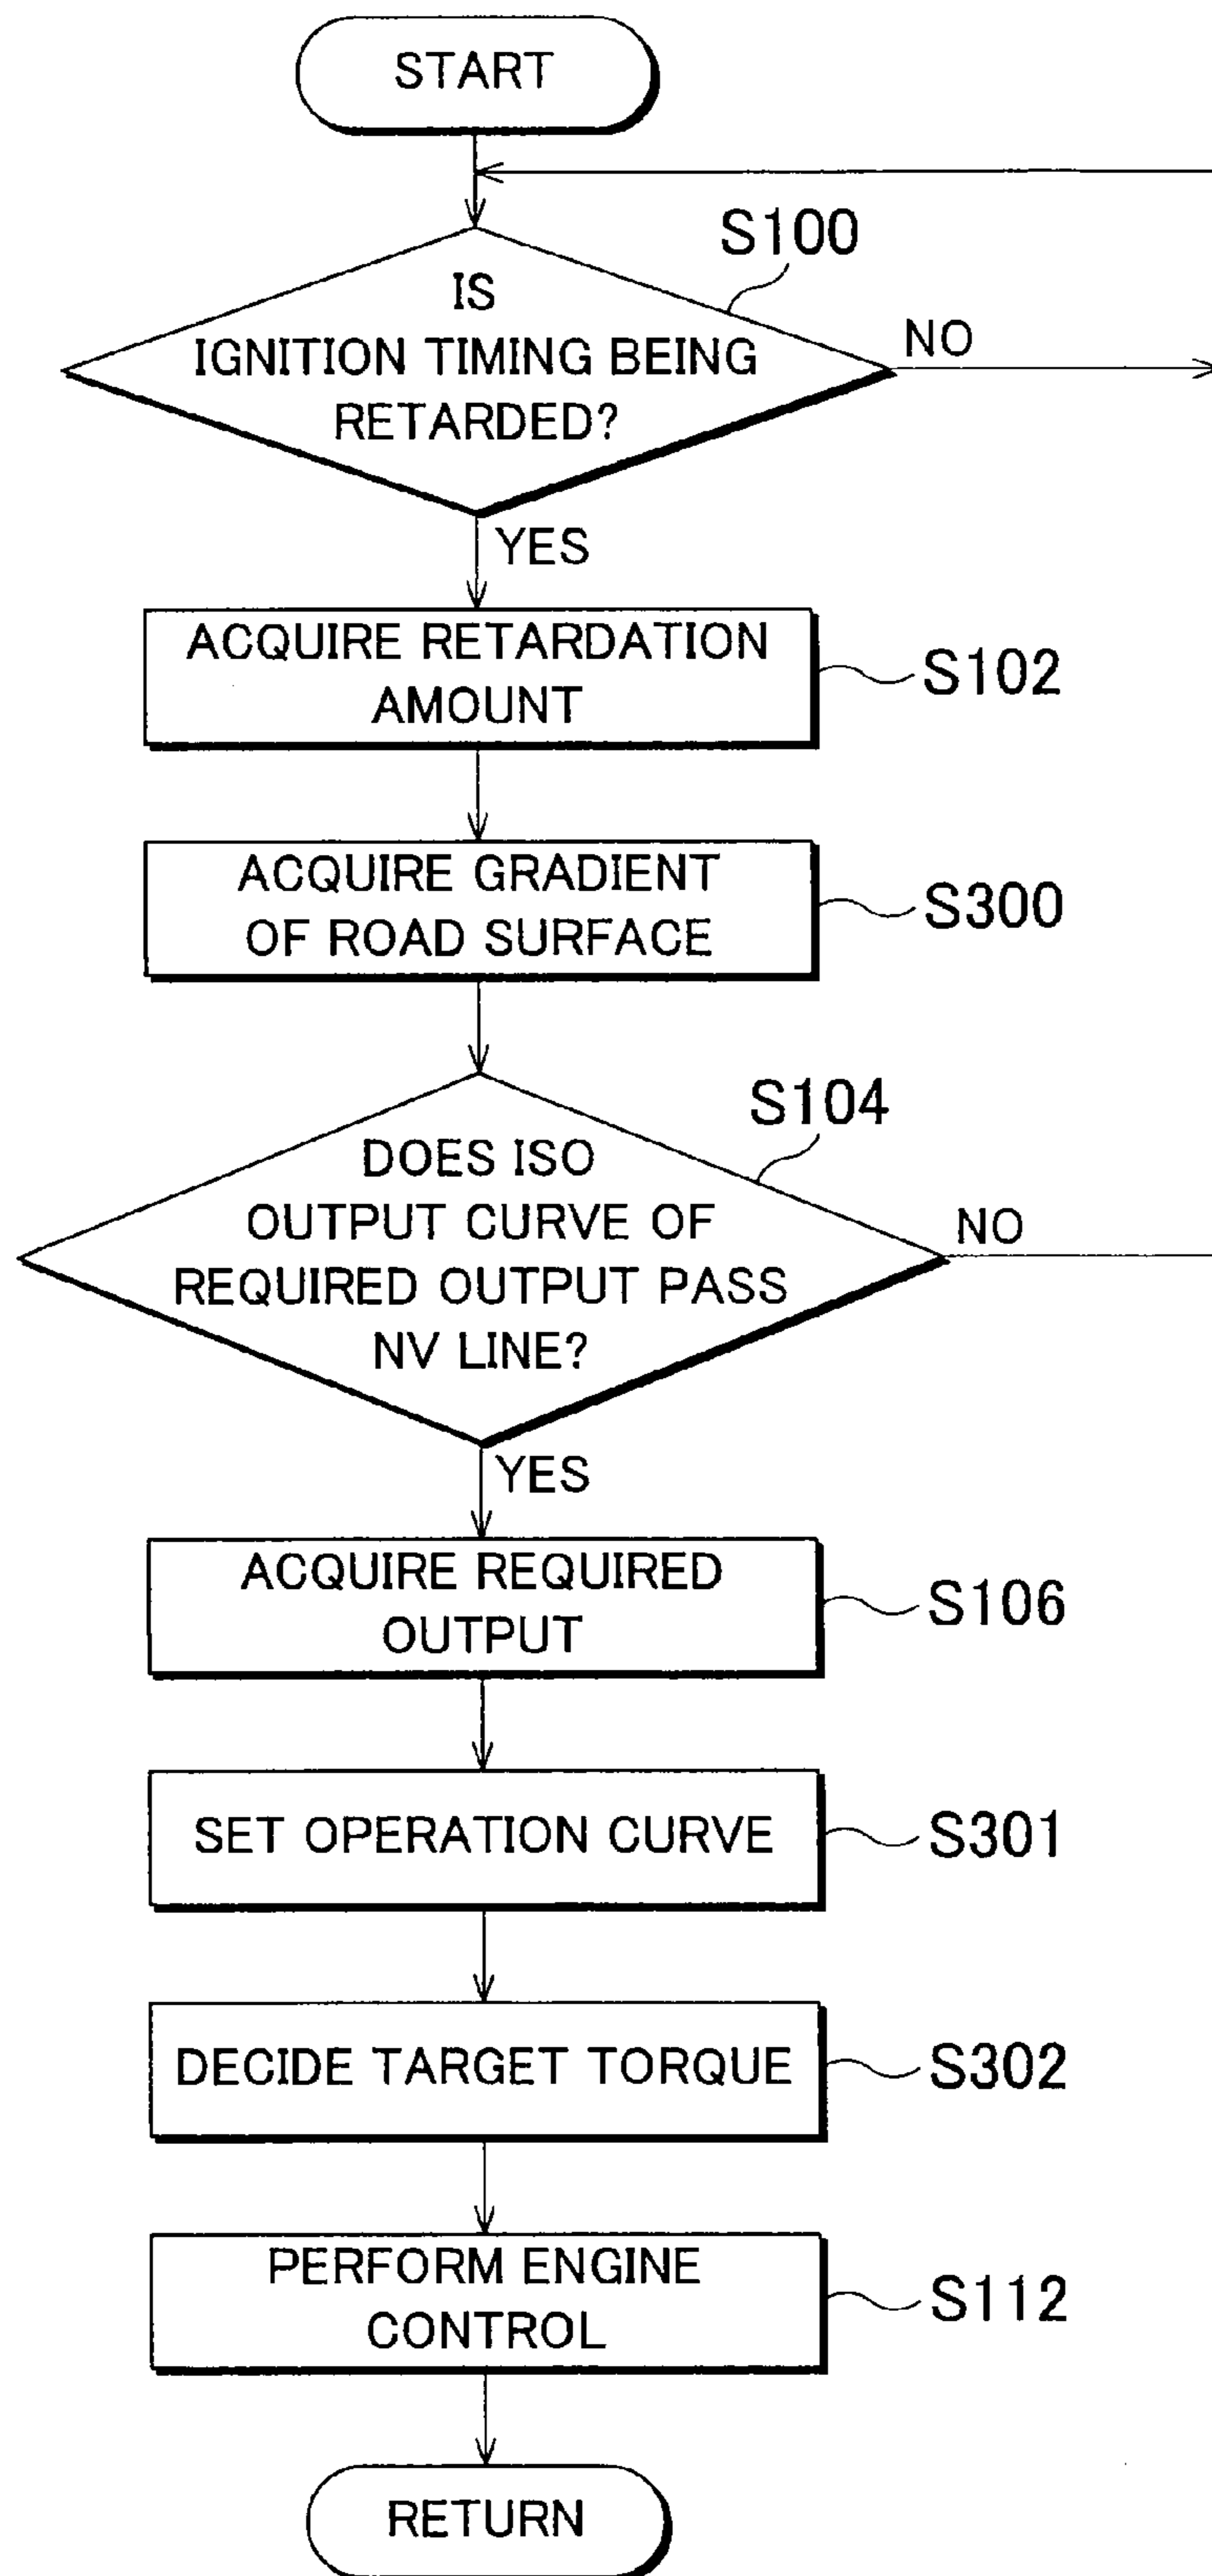 START
S100
IS
IGNITION TIMING BEING
RETARDED?
NO
YES
ACQUIRE RETARDATION
AMOUNT
S102
ACQUIRE GRADIENT
OF ROAD SURFACE
S300
S104
DOES ISO
OUTPUT CURVE OF
REQUIRED OUTPUT PASS
NV LINE?
NO
YES
ACQUIRE REQUIRED
OUTPUT
S106
SET OPERATION CURVE
S301
DECIDE TARGET TORQUE
S302
PERFORM ENGINE
CONTROL
S112
RETURN